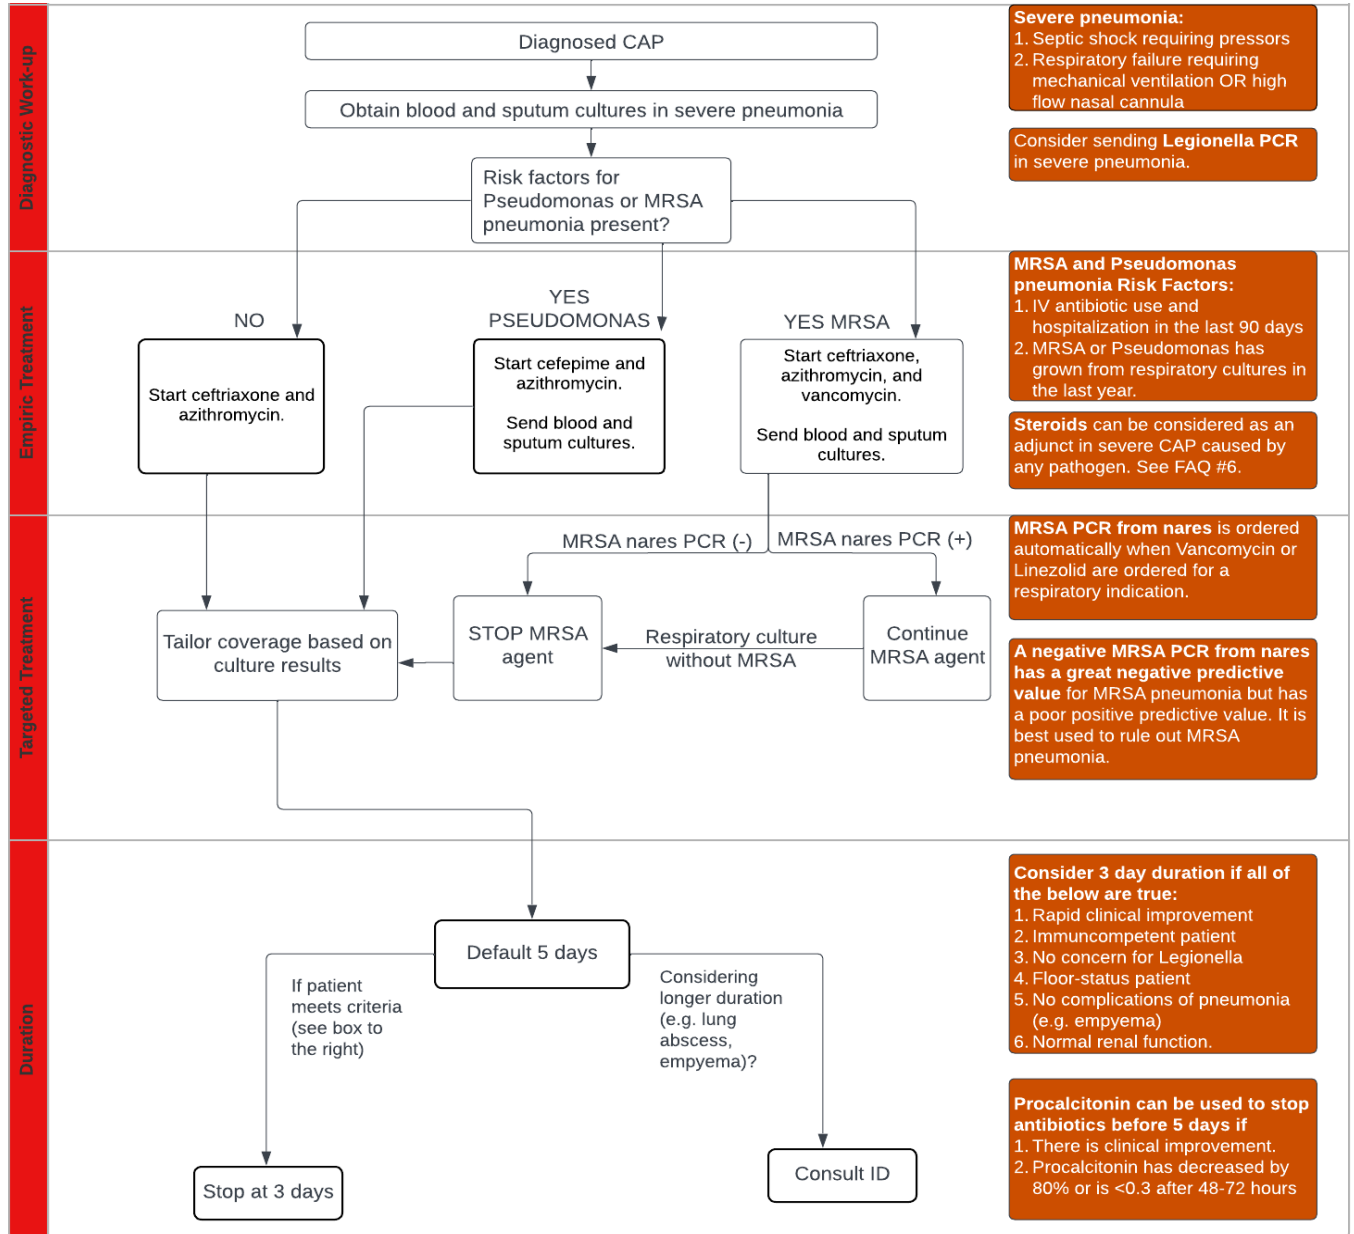 Diagnostic Work-up
Diagnosed CAP
Obtain blood and sputum cultures in severe pneumonia
Risk factors for
Pseudomonas or MRSA
pneumonia present?
Severe pneumonia:
1. Septic shock requiring pressors
2. Respiratory failure requiring
mechanical ventilation OR high
flow nasal cannula
Consider sending Legionella PCR
in severe pneumonia.
Empiric Treatment
NO
Start ceftriaxone and
azithromycin.
YES
PSEUDOMONAS
Start cefepime and
azithromycin.
Send blood and
sputum cultures.
YES MRSA
Start ceftriaxone,
azithromycin, and
vancomycin.
Send blood and sputum
cultures.
MRSA and Pseudomonas
pneumonia Risk Factors:
1. IV antibiotic use and
hospitalization in the last 90 days
2. MRSA or Pseudomonas has
grown from respiratory cultures in
the last year.
Steroids can be considered as an
adjunct in severe CAP caused by
any pathogen. See FAQ #6.
Targeted Treatment
MRSA nares PCR (-)
MRSA nares PCR (+)
Tailor coverage based on
culture results
STOP MRSA
agent
Respiratory culture
without MRSA
Continue
MRSA agent
MRSA PCR from nares is ordered
automatically when Vancomycin or
Linezolid are ordered for a
respiratory indication.
A negative MRSA PCR from nares
has a great negative predictive
value for MRSA pneumonia but has
a poor positive predictive value. It is
best used to rule out MRSA
pneumonia.
Duration
Default 5 days
If patient
meets criteria
(see box to
the right)
Considering
longer duration
(e.g. lung
abscess,
empyema)?
Stop at 3 days
Consult ID
Consider 3 day duration if all of
the below are true:
1. Rapid clinical improvement
2. Immuncompetent patient
3. No concern for Legionella
4. Floor-status patient
5. No complications of pneumonia
(e.g. empyema)
6. Normal renal function.
Procalcitonin can be used to stop
antibiotics before 5 days if
1. There is clinical improvement.
2. Procalcitonin has decreased by
80% or is <0.3 after 48-72 hours